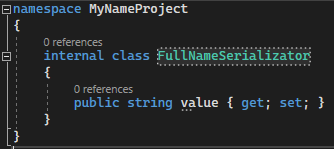 namespace MyNameProject
{
0 references
internal class FullNameSerializator
{
0 references
public string value { get; set; }
}
}